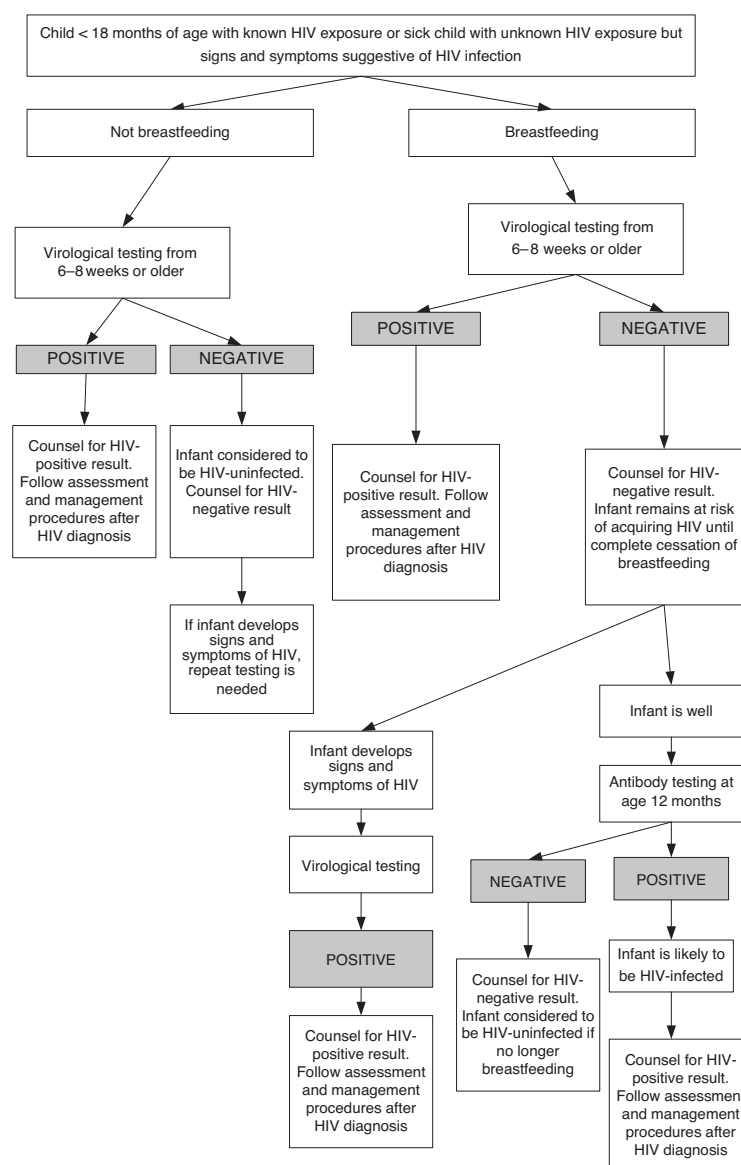 Child < 18 months of age with known HIV exposure or sick child with unknown HIV exposure but
signs and symptoms suggestive of HIV infection
Not breastfeeding
Breastfeeding
Virological testing from
6–8 weeks or older
Virological testing from
6–8 weeks or older
POSITIVE
NEGATIVE
POSITIVE
NEGATIVE
Counsel for HIV-
positive result.
Follow assessment
and management
procedures after
HIV diagnosis
Infant considered to
be HIV-uninfected.
Counsel for HIV-
negative result
Counsel for HIV-
positive result. Follow
assessment and
management
procedures after HIV
diagnosis
Counsel for HIV-
negative result.
Infant remains at risk
of acquiring HIV until
complete cessation of
breastfeeding
If infant develops
signs and
symptoms of HIV,
repeat testing is
needed
Infant develops
signs and
symptoms of HIV
Infant is well
Antibody testing at
age 12 months
Virological testing
NEGATIVE
POSITIVE
POSITIVE
Infant is likely to
be HIV-infected
Counsel for HIV-
negative result.
Infant considered to
be HIV-uninfected if
no longer
breastfeeding
Counsel for HIV-
positive result.
Follow assessment
and management
procedures after
HIV diagnosis
Counsel for HIV-
positive result.
Follow assessment
and management
procedures after
HIV diagnosis